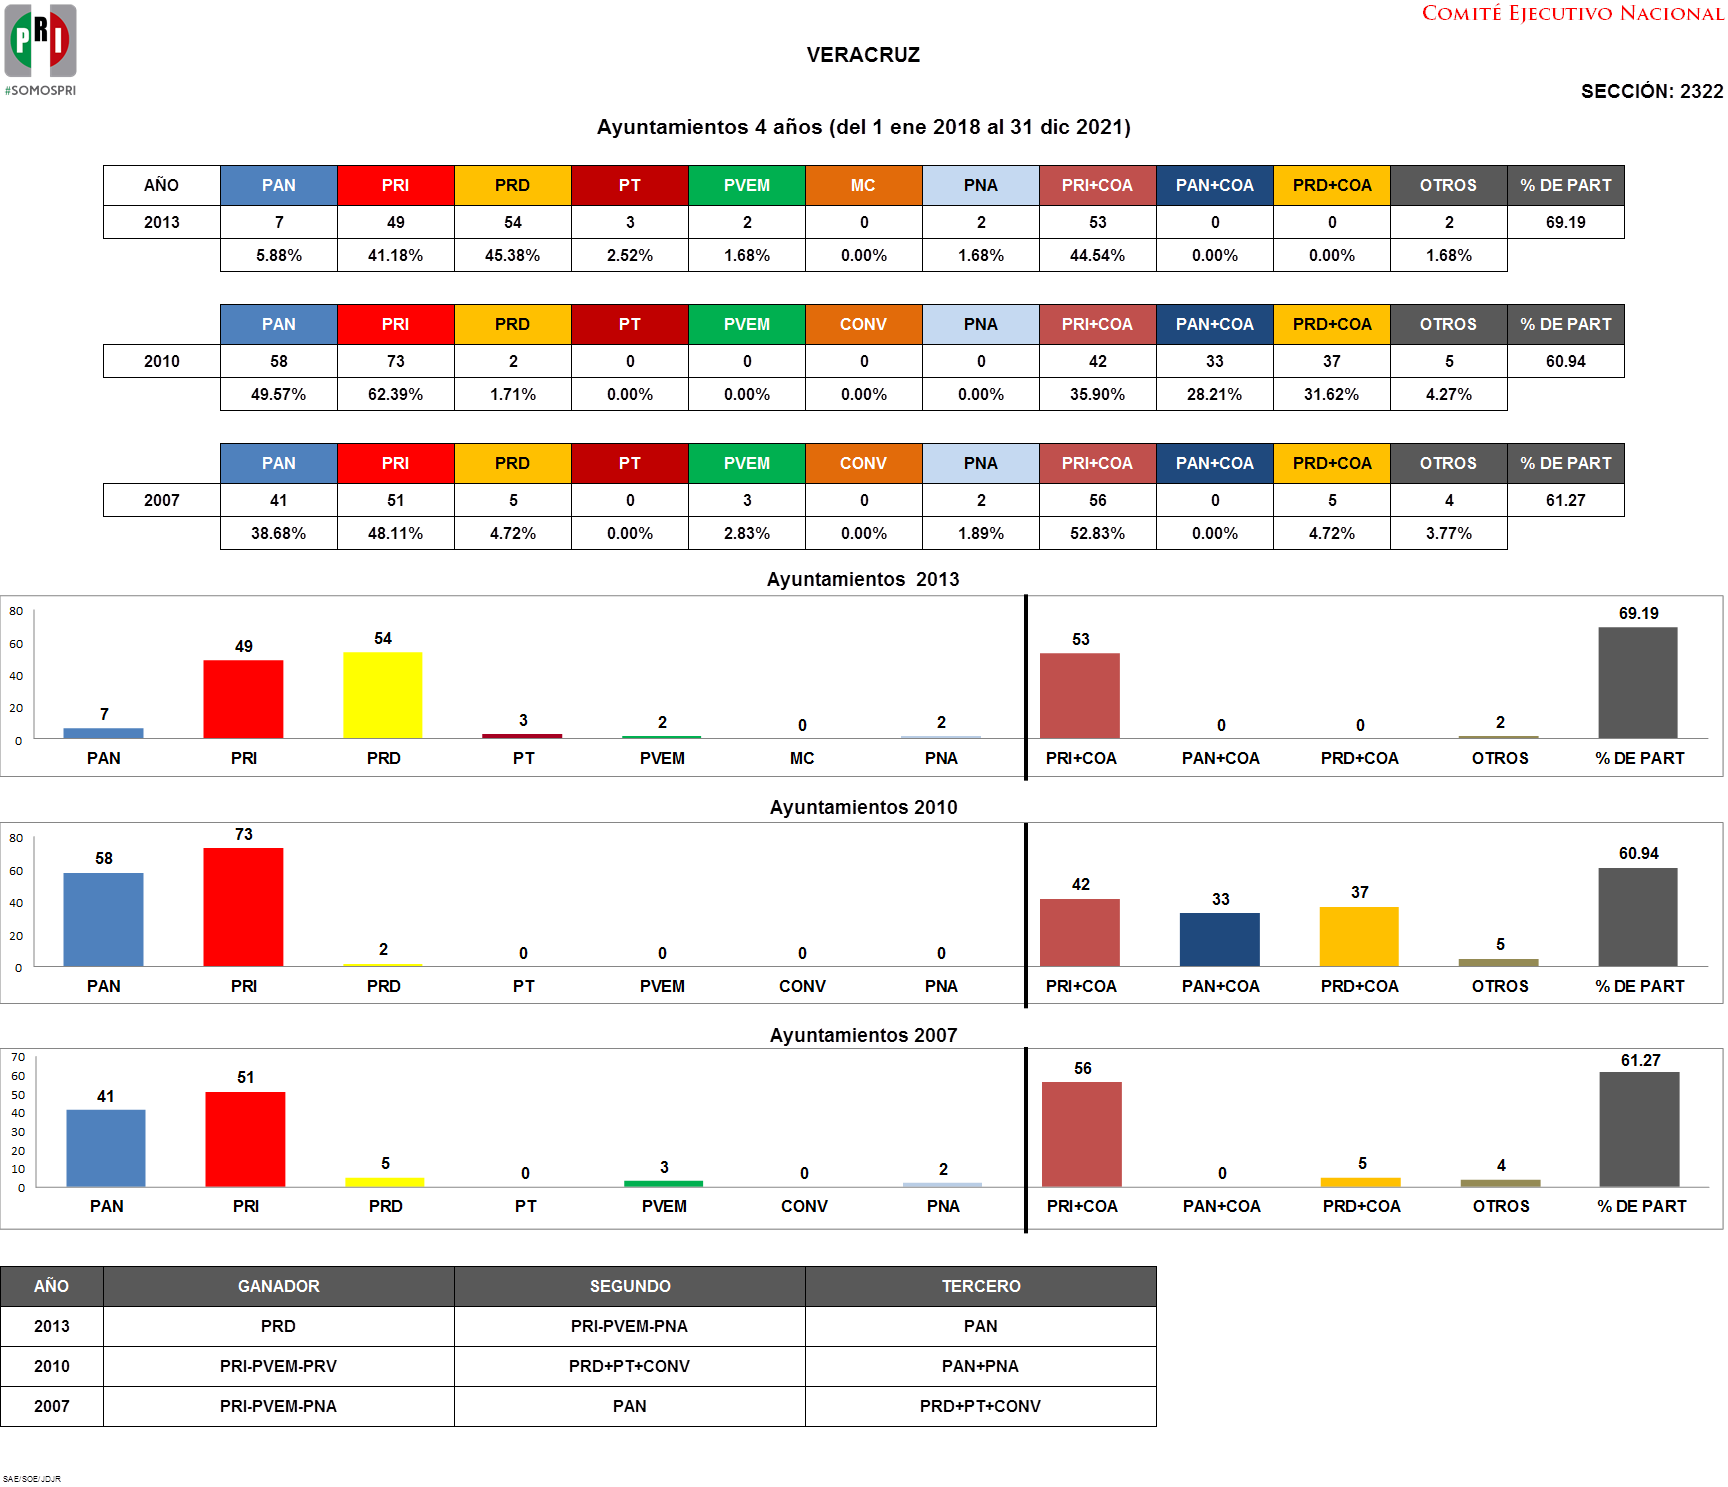 PRI
#SOMOSPRI
COMITÉ EJECUTIVO NACIONAL
VERACRUZ
SECCIÓN: 2322
Ayuntamientos 4 años (del 1 ene 2018 al 31 dic 2021)
AÑO PAN PRI PRD PT PVEM MC PNA PRI+COA PAN+COA PRD+COA OTROS % DE PART
2013 7 49 54 3 2 0 2 53 0 0 2 69.19
5.88% 41.18% 45.38% 2.52% 1.68% 0.00% 1.68% 44.54% 0.00% 0.00% 1.68%
PAN PRI PRD PT PVEM CONV PNA PRI+COA PAN+COA PRD+COA OTROS % DE PART
2010 58 73 2 0 0 0 0 42 33 37 5 60.94
49.57% 62.39% 1.71% 0.00% 0.00% 0.00% 0.00% 35.90% 28.21% 31.62% 4.27%
PAN PRI PRD PT PVEM CONV PNA PRI+COA PAN+COA PRD+COA OTROS % DE PART
2007 41 51 5 0 3 0 2 56 0 5 4 61.27
38.68% 48.11% 4.72% 0.00% 2.83% 0.00% 1.89% 52.83% 0.00% 4.72% 3.77%
Ayuntamientos 2013
80
60
40
20
0
7 49 54 3 2 0 2 53 0 0 2 69.19
PAN PRI PRD PT PVEM MC PNA PRI+COA PAN+COA PRD+COA OTROS % DE PART
Ayuntamientos 2010
80
60
40
20
0
58 73 2 0 0 0 0 42 33 37 5 60.94
PAN PRI PRD PT PVEM CONV PNA PRI+COA PAN+COA PRD+COA OTROS % DE PART
Ayuntamientos 2007
70
60
50
40
30
20
10
0
41 51 5 0 3 0 2 56 0 5 4 61.27
PAN PRI PRD PT PVEM CONV PNA PRI+COA PAN+COA PRD+COA OTROS % DE PART
AÑO GANADOR SEGUNDO TERCERO
2013 PRD PRI-PVEM-PNA PAN
2010 PRI-PVEM-PRV PRD+PT+CONV PAN+PNA
2007 PRI-PVEM-PNA PAN PRD+PT+CONV
SAE/SOE/JDJR